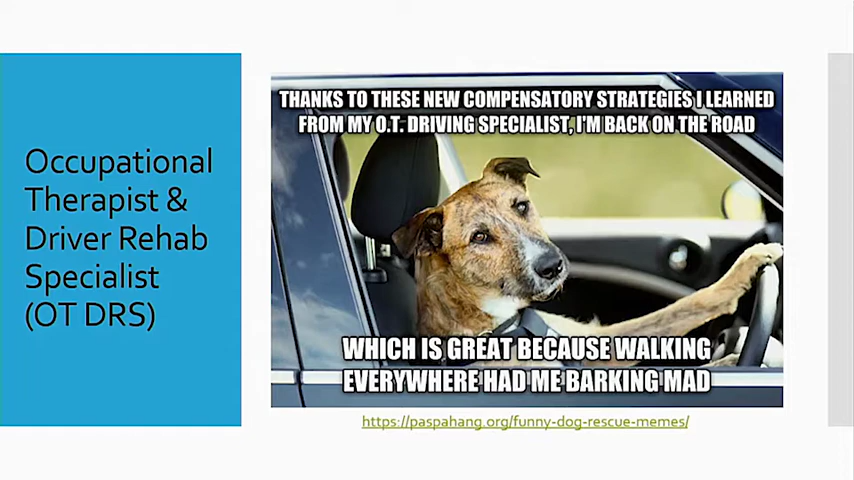 Occupational
Therapist &
Driver Rehab
Specialist
(OT DRS)
THANKS TO THESE NEW COMPENSATORY STRATEGIES I LEARNED
FROM MY O.T. DRIVING SPECIALIST, I'M BACK ON THE ROAD
WHICH IS GREAT BECAUSE WALKING
EVERYWHERE HAD ME BARKING MAD
https://paspahang.org/funny-dog-rescue-memes/